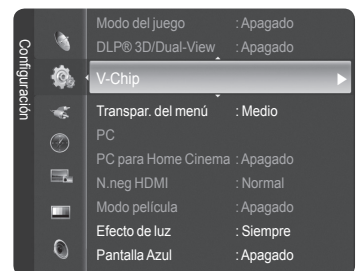 Configuración
Modo del juego : Apagado
DLP® 3D/Dual-View : Apagado
V-Chip
Transpar. del menú : Medio
PC
PC para Home Cinema : Apagado
N.neg HDMI : Normal
Modo película : Apagado
Efecto de luz : Siempre
Pantalla Azul : Apagado